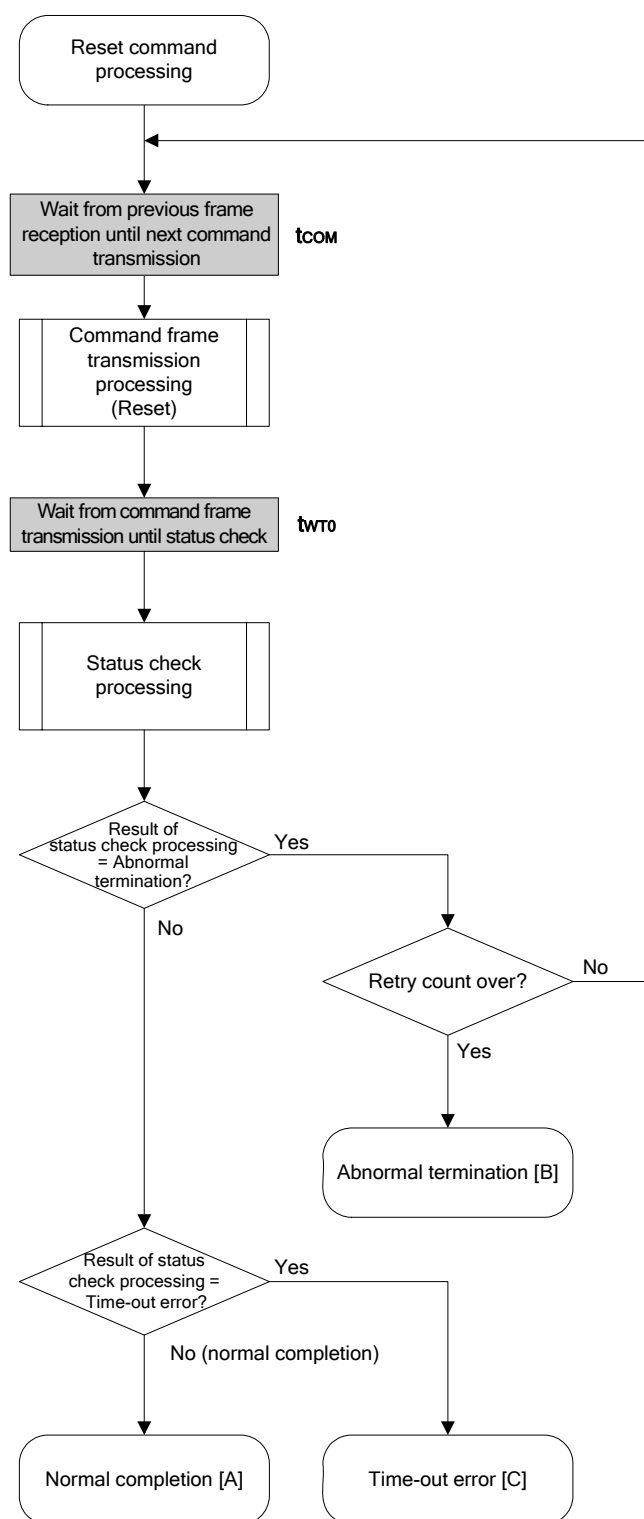 Reset command
processing
Wait from previous frame
reception until next command
transmission
tCOM
Command frame
transmission
processing
(Reset)
Wait from command frame
transmission until status check
tWT0
Status check
processing
Result of
status check processing
= Abnormal
termination?
Yes
No
Retry count over?
No
Yes
Abnormal termination [B]
Result of status
check processing =
Time-out error?
Yes
No (normal completion)
Normal completion [A]
Time-out error [C]